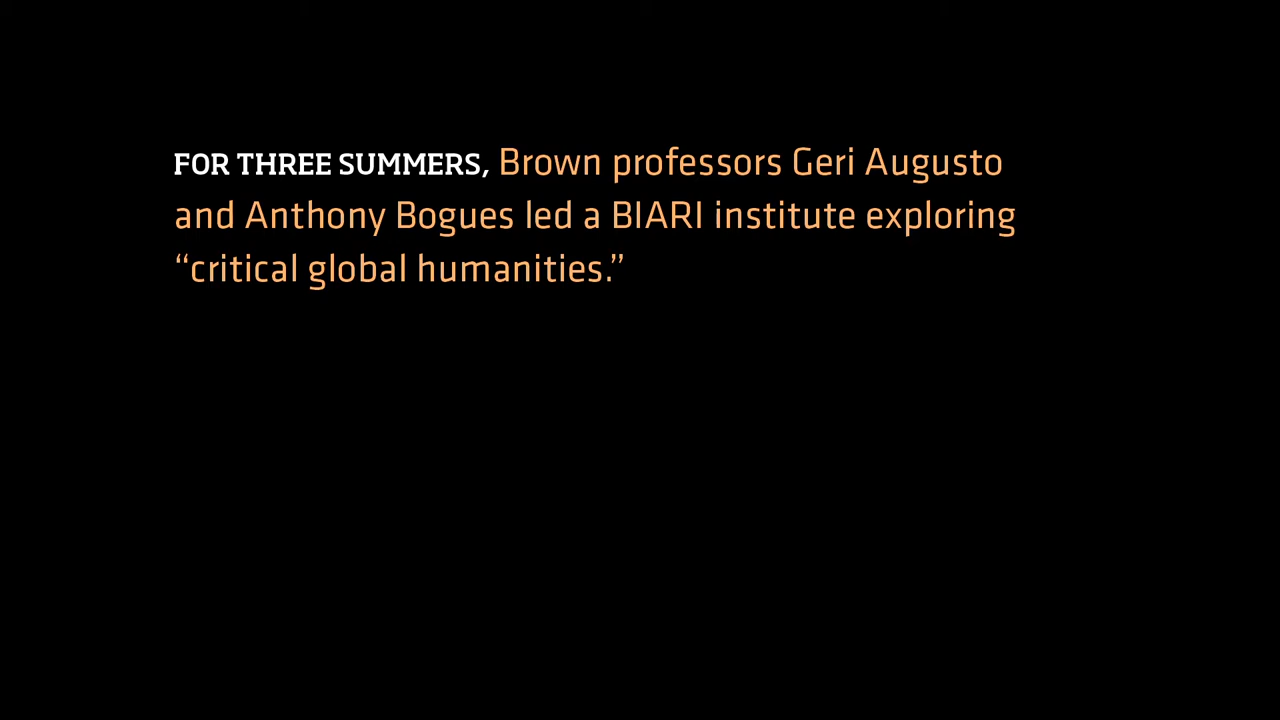 FOR THREE SUMMERS, Brown professors Geri Augusto
and Anthony Bogues led a BIARI institute exploring
“critical global humanities.”